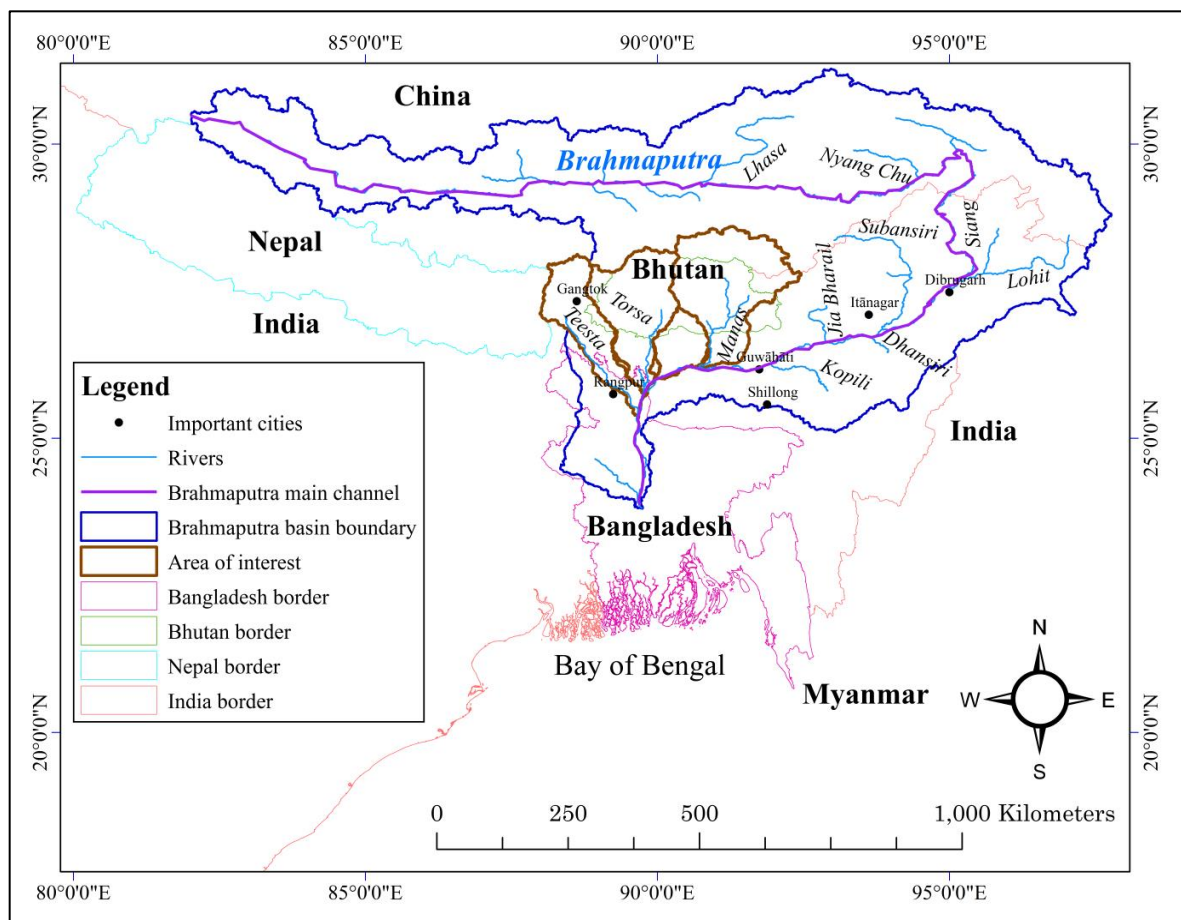 80°0'0"E 85°0'0"E 90°0'0"E 95°0'0"E
China
30°0'0"N
30°0'0"N
Brahmaputra
Lhasa
Nyang Chu
Siang
Subansiri
Nepal
Bhutan
Lohit
Dibrugarh
Gangtok
Torsa
Jia Bharail
Itānagar
India
Teesta
Manas
Dhansiri
Guwāhāti
Kopili
Rangpur
Shillong
India
25°0'0"N
25°0'0"N
Legend
Important cities
Rivers
Brahmaputra main channel
Brahmaputra basin boundary
Area of interest
Bangladesh border
Bhutan border
Nepal border
India border
Bangladesh
Bay of Bengal
Myanmar
N
W E
S
20°0'0"N
20°0'0"N
0 250 500 1,000 Kilometers
80°0'0"E 85°0'0"E 90°0'0"E 95°0'0"E